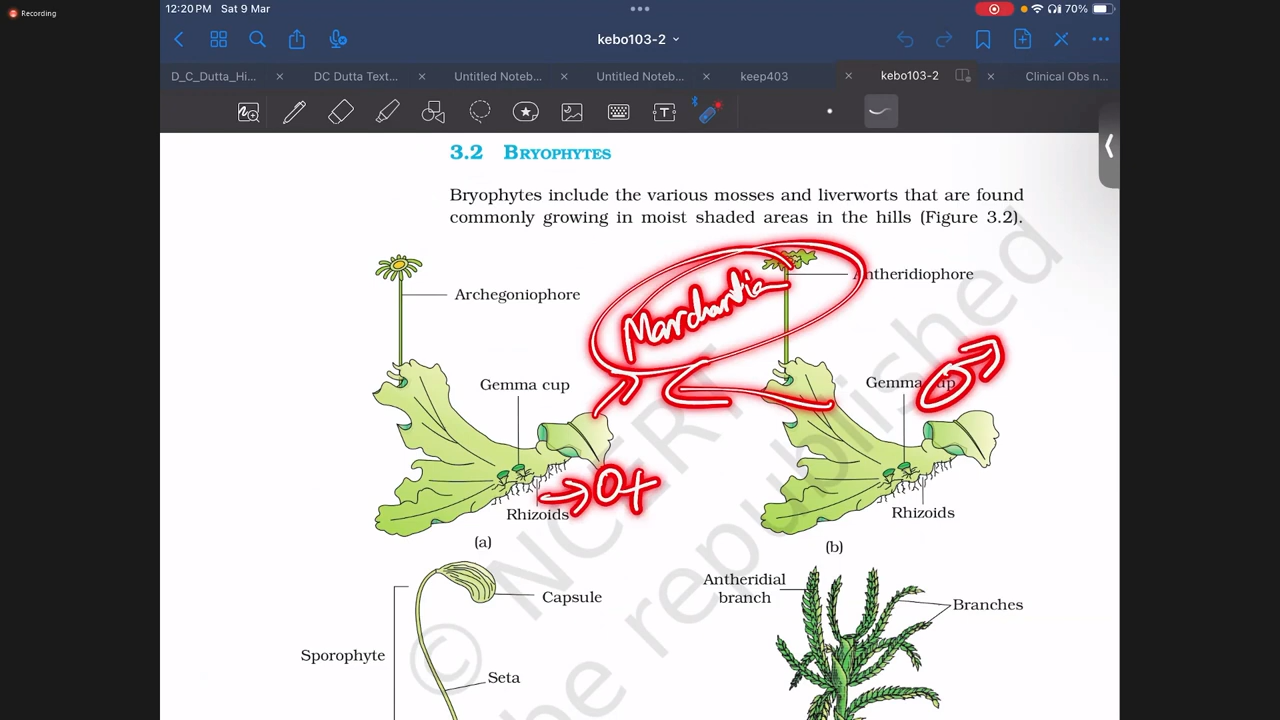 Recording
12:20 PM Sat 9 Mar
70%
kebo103-2
D_C_Dutta_Hi...
DC Dutta Text...
Untitled Noteb...
Untitled Noteb...
keep403
kebo103-2
Clinical Obs n...
3.2 BRYOPHYTES
Bryophytes include the various mosses and liverworts that are found
commonly growing in moist shaded areas in the hills (Figure 3.2).
Archegoniophore
Marchantia
Antheridiophore
Gemma cup
Gemma cup
Rhizoids
Rhizoids
♀
♂
(a)
(b)
© NCERT
be republished
Capsule
Antheridial
branch
Branches
Sporophyte
Seta